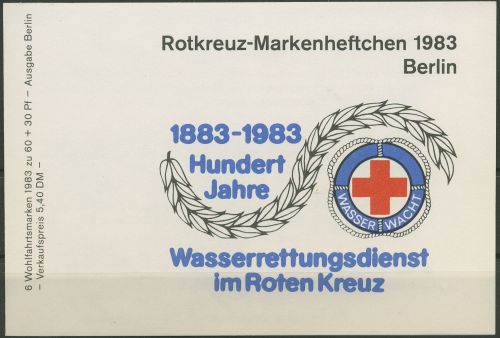 Rotkreuz-Markenheftchen 1983
Berlin
1883-1983
Hundert
Jahre
WASSER WACHT
Wasserrettungsdienst
im Roten Kreuz
6 Wohlfahrtsmarken 1983 zu 60 + 30 Pf – Ausgabe Berlin
– Verkaufspreis 5,40 DM –